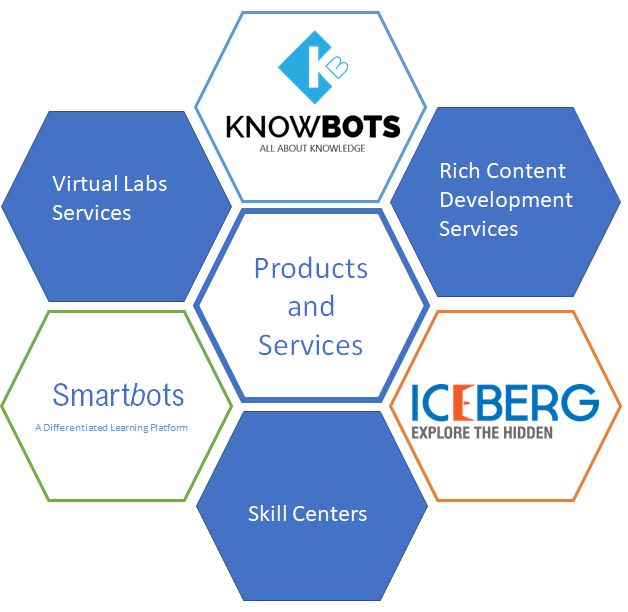 KB
KNOWBOTS
ALL ABOUT KNOWLEDGE
Virtual Labs
Services
Rich Content
Development
Services
Products
and
Services
Smartbots
A Differentiated Learning Platform
ICEBERG
EXPLORE THE HIDDEN
Skill Centers